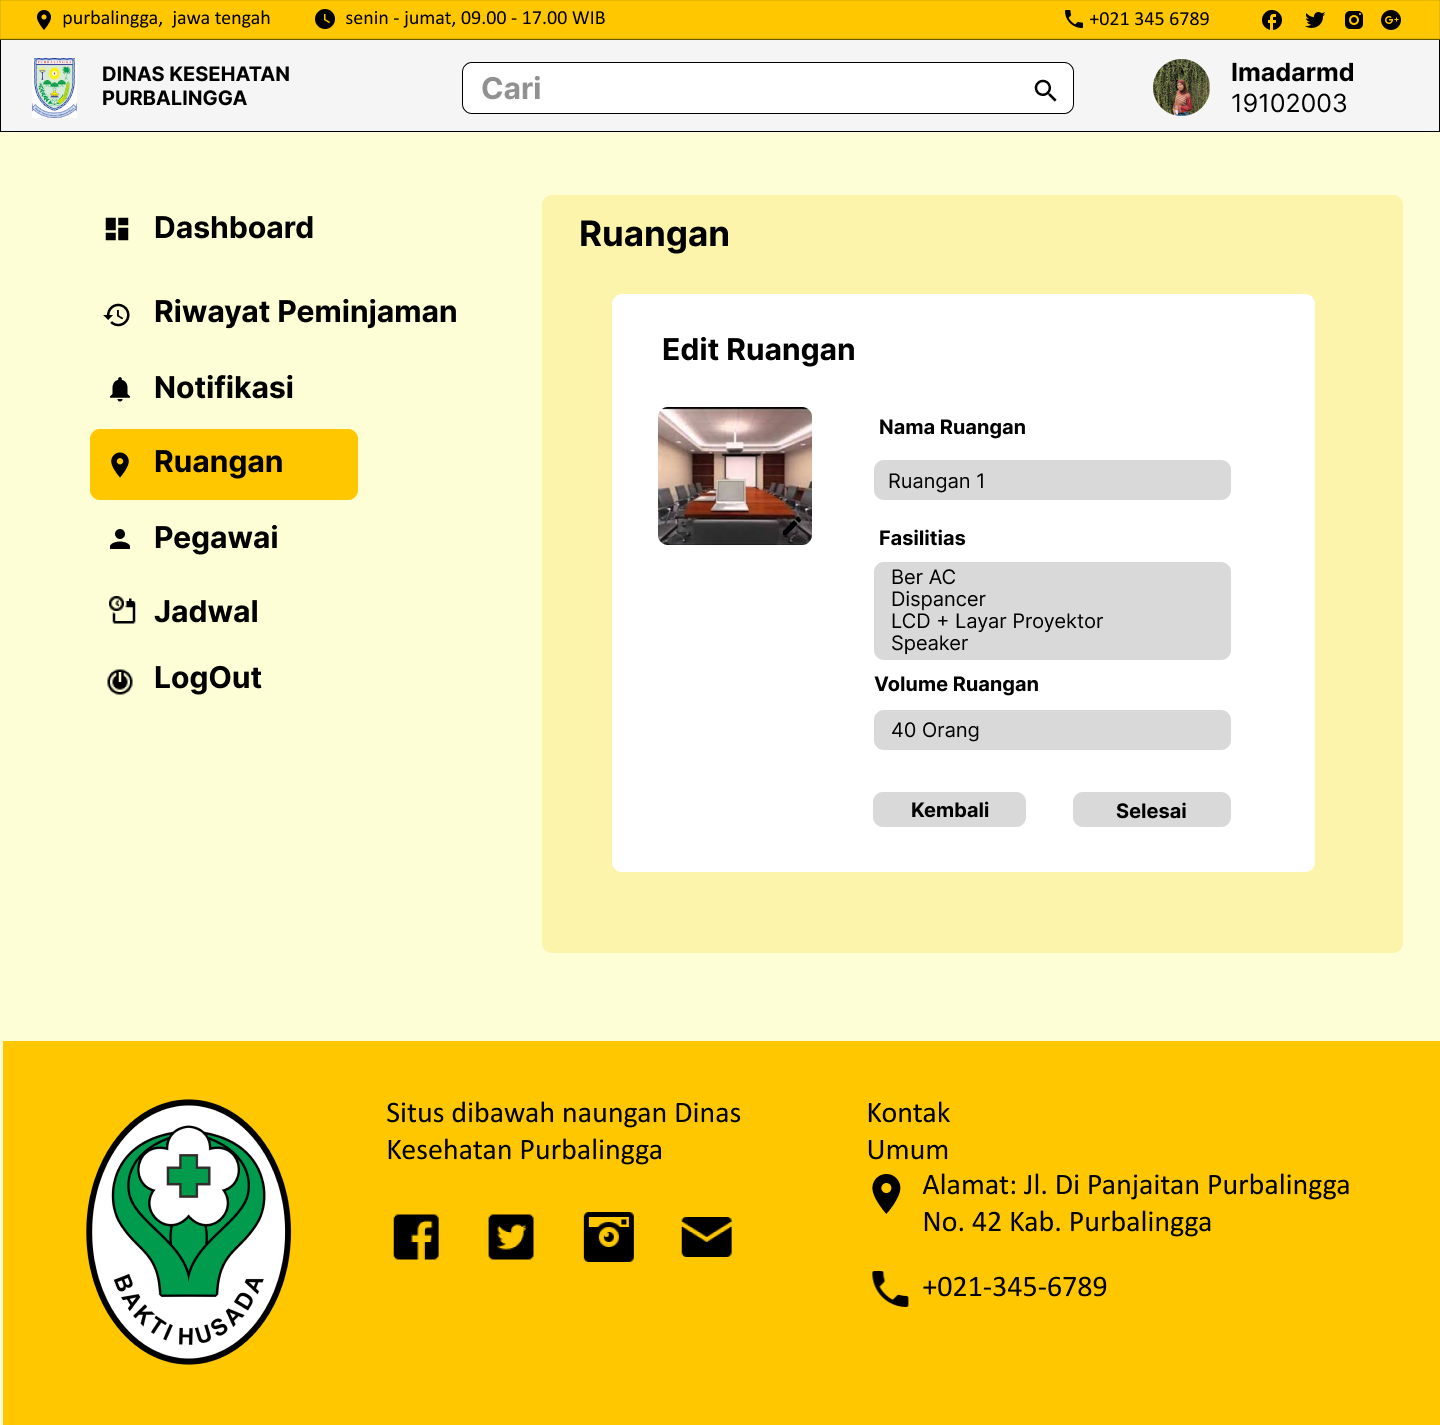 purbalingga, jawa tengah
senin - jumat, 09.00 - 17.00 WIB
+021 345 6789
DINAS KESEHATAN
PURBALINGGA
Cari
Imadarmd
19102003
Dashboard
Riwayat Peminjaman
Notifikasi
Ruangan
Pegawai
Jadwal
LogOut
Ruangan
Edit Ruangan
Nama Ruangan
Ruangan 1
Fasilitias
Ber AC
Dispancer
LCD + Layar Proyektor
Speaker
Volume Ruangan
40 Orang
Kembali
Selesai
BAKTI HUSADA
Situs dibawah naungan Dinas
Kesehatan Purbalingga
Kontak
Umum
Alamat: Jl. Di Panjaitan Purbalingga
No. 42 Kab. Purbalingga
+021-345-6789